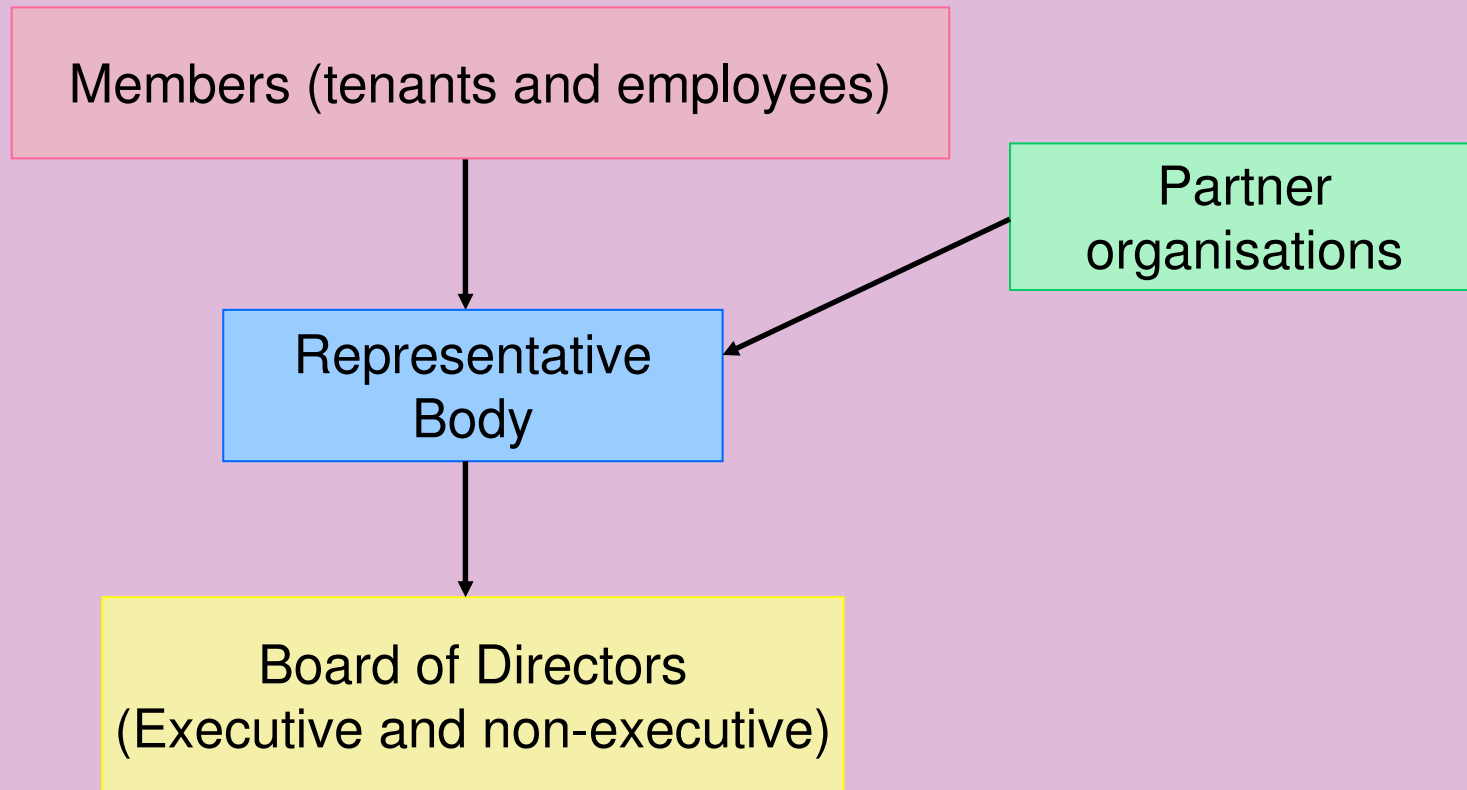 Members (tenants and employees)
Partner
organisations
Representative
Body
Board of Directors
(Executive and non-executive)